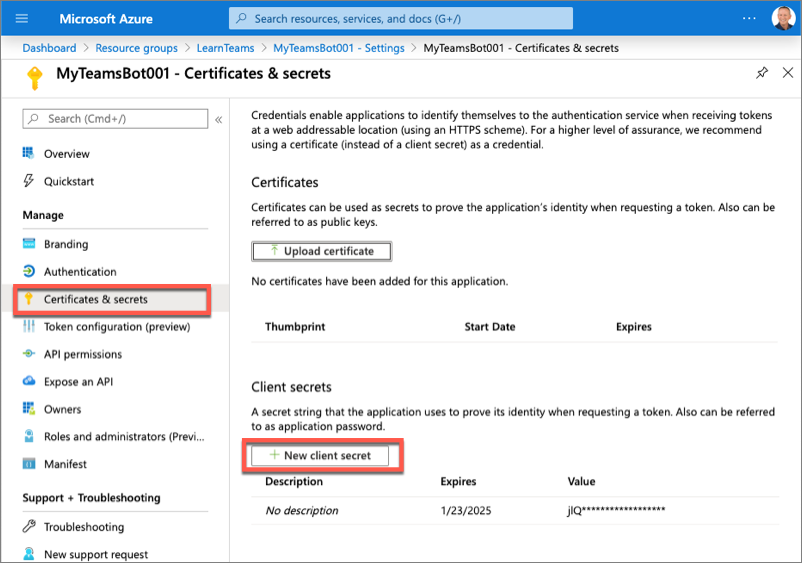 Microsoft Azure
Search resources, services, and docs (G+/)
Dashboard > Resource groups > LearnTeams > MyTeamsBot001 - Settings > MyTeamsBot001 - Certificates & secrets
MyTeamsBot001 - Certificates & secrets
Search (Cmd+/)
Overview
Quickstart
Manage
Branding
Authentication
Certificates & secrets
Token configuration (preview)
API permissions
Expose an API
Owners
Roles and administrators (Previ...
Manifest
Support + Troubleshooting
Troubleshooting
New support request
Credentials enable applications to identify themselves to the authentication service when receiving tokens
at a web addressable location (using an HTTPS scheme). For a higher level of assurance, we recommend
using a certificate (instead of a client secret) as a credential.
Certificates
Certificates can be used as secrets to prove the application's identity when requesting a token. Also can be
referred to as public keys.
Upload certificate
No certificates have been added for this application.
Thumbprint Start Date Expires
Client secrets
A secret string that the application uses to prove its identity when requesting a token. Also can be referred
to as application password.
New client secret
Description Expires Value
No description 1/23/2025 jlQ******************